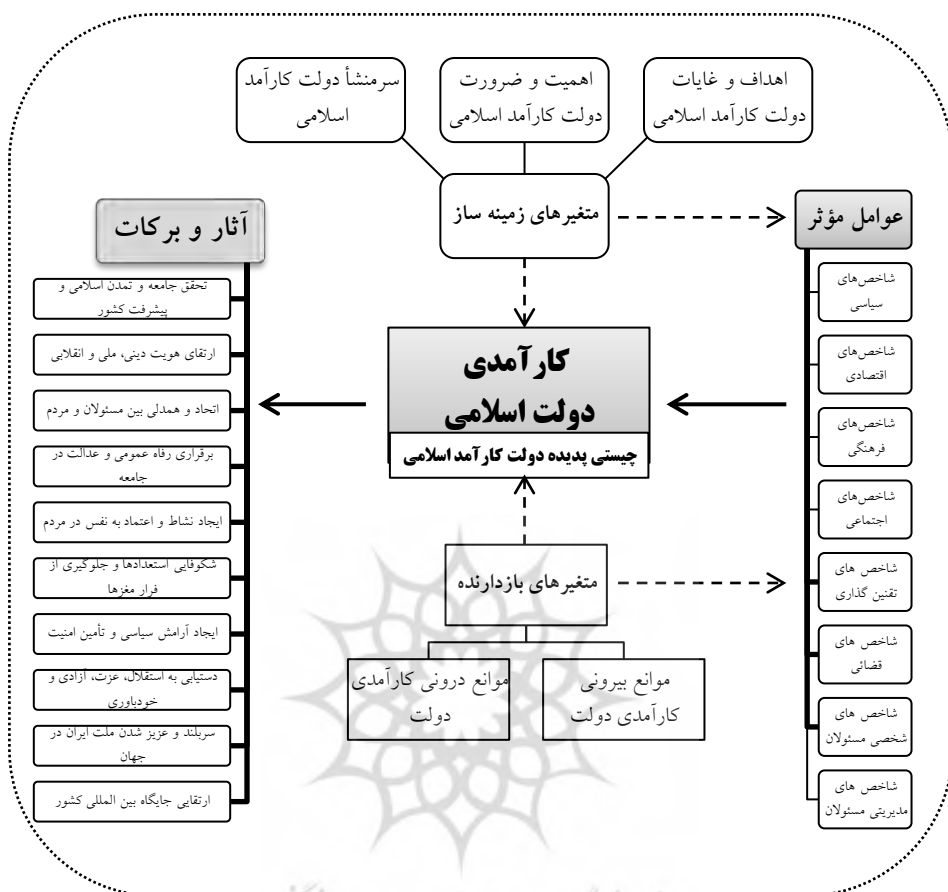 اهداف و غایات
دولت کارآمد اسلامی
اهمیت و ضرورت
دولت کارآمد اسلامی
سرمنشأ دولت کارآمد
اسلامی
متغیرهای زمینه ساز
عوامل مؤثر
شاخص‌های
سیاسی
شاخص‌های
اقتصادی
شاخص‌های
فرهنگی
شاخص‌های
اجتماعی
شاخص های
تقنین گذاری
شاخص های
قضائی
شاخص های
شخصی مسئولان
شاخص های
مدیریتی مسئولان
کارآمدی
دولت اسلامی
چیستی پدیده دولت کارآمد اسلامی
متغیرهای بازدارنده
موانع بیرونی
کارآمدی دولت
موانع درونی کارآمدی
دولت
آثار و برکات
تحقق جامعه و تمدن اسلامی و
پیشرفت کشور
ارتقای هویت دینی، ملی و انقلابی
اتحاد و همدلی بین مسئولان و مردم
برقراری رفاه عمومی و عدالت در
جامعه
ایجاد نشاط و اعتماد به نفس در مردم
شکوفایی استعدادها و جلوگیری از
فرار مغزها
ایجاد آرامش سیاسی و تأمین امنیت
دستیابی به استقلال، عزت، آزادی و
خودباوری
سربلند و عزیز شدن ملت ایران در
جهان
ارتقایی جایگاه بین المللی کشور